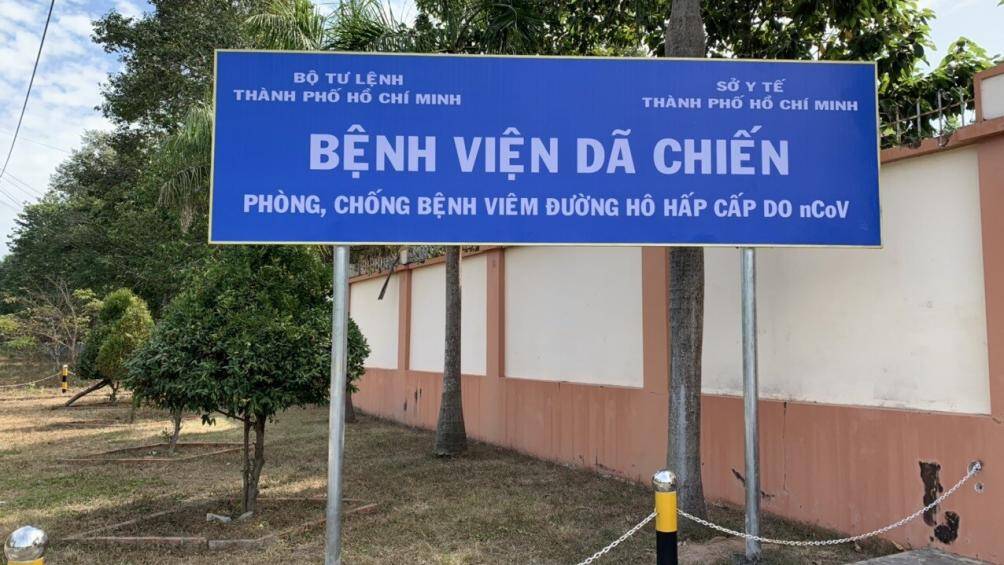 BỘ TƯ LỆNH
THÀNH PHỐ HỒ CHÍ MINH
SỞ Y TẾ
THÀNH PHỐ HỒ CHÍ MINH
BỆNH VIỆN DÃ CHIẾN
PHÒNG, CHỐNG BỆNH VIÊM ĐƯỜNG HÔ HẤP CẤP DO nCoV